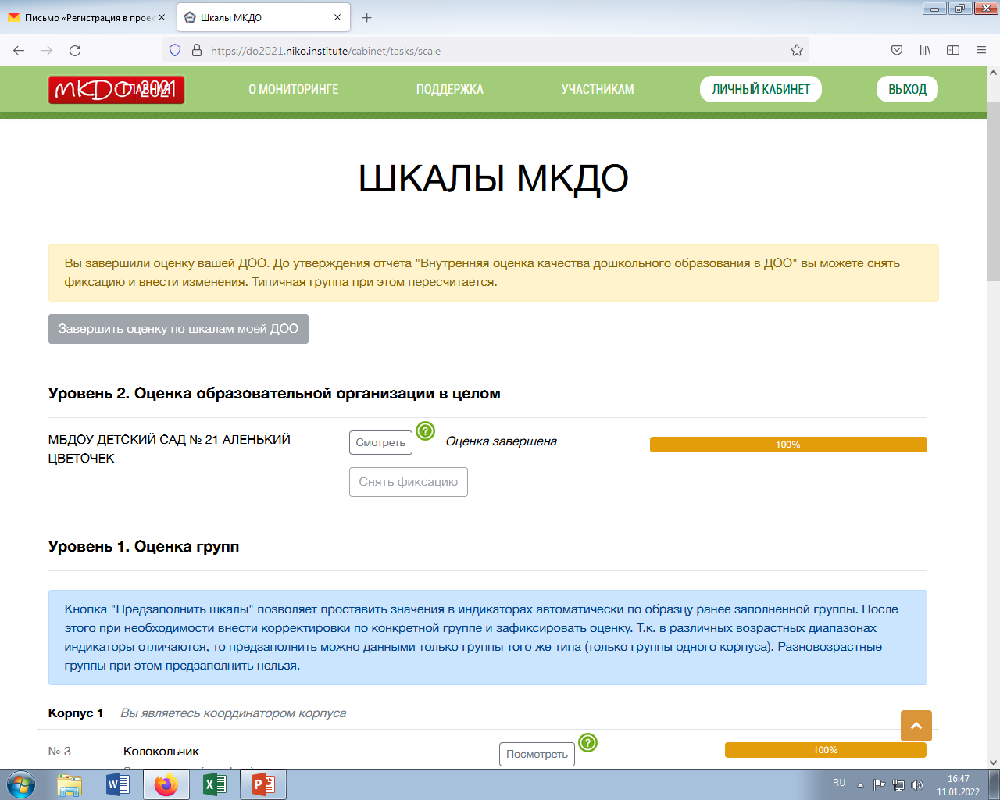 Письмо «Регистрация в проек
Шкалы МКДО
https://do2021.niko.institute/cabinet/tasks/scale
МКДО 2021
ГЛАВНАЯ
О МОНИТОРИНГЕ
ПОДДЕРЖКА
УЧАСТНИКАМ
ЛИЧНЫЙ КАБИНЕТ
ВЫХОД
ШКАЛЫ МКДО
Вы завершили оценку вашей ДОО. До утверждения отчета "Внутренняя оценка качества дошкольного образования в ДОО" вы можете снять
фиксацию и внести изменения. Типичная группа при этом пересчитается.
Завершить оценку по шкалам моей ДОО
Уровень 2. Оценка образовательной организации в целом
МБДОУ ДЕТСКИЙ САД № 21 АЛЕНЬКИЙ
ЦВЕТОЧЕК
Смотреть
?
Оценка завершена
100%
Снять фиксацию
Уровень 1. Оценка групп
Кнопка "Предзаполнить шкалы" позволяет проставить значения в индикаторах автоматически по образцу ранее заполненной группы. После
этого при необходимости внести корректировки по конкретной группе и зафиксировать оценку. Т.к. в различных возрастных диапазонах
индикаторы отличаются, то предзаполнить можно данными только группы того же типа (только группы одного корпуса). Разновозрастные
группы при этом предзаполнить нельзя.
Корпус 1 Вы являетесь координатором корпуса
№ 3
Колокольчик
Посмотреть
?
100%
RU
16:47
11.01.2022